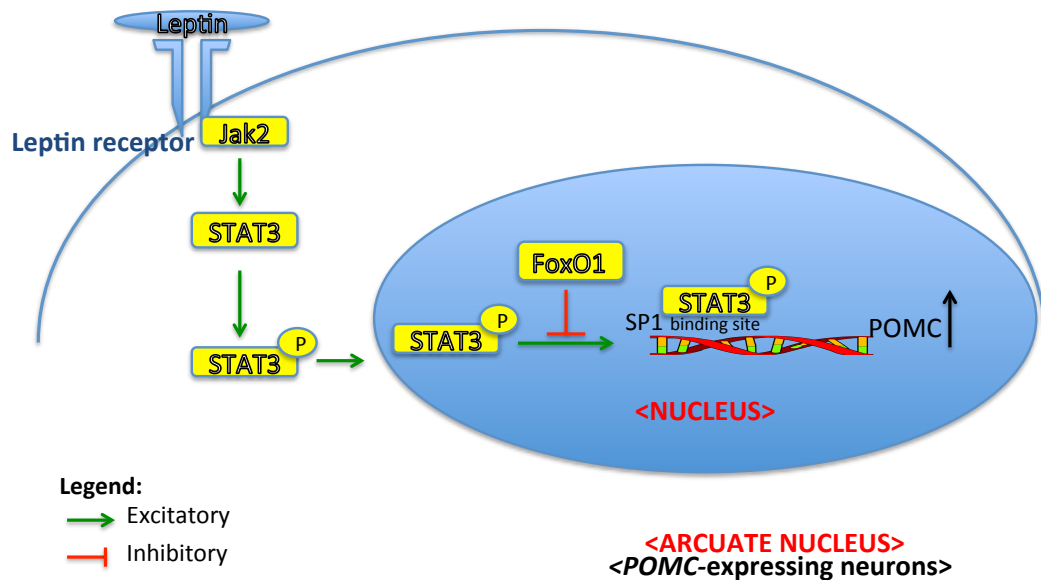 Leptin
Leptin receptor
Jak2
STAT3
STAT3 P
FoxO1
STAT3 P
STAT3 P
SP1 binding site
POMC
<NUCLEUS>
Legend:
Excitatory
Inhibitory
<ARCUATE NUCLEUS>
<POMC-expressing neurons>